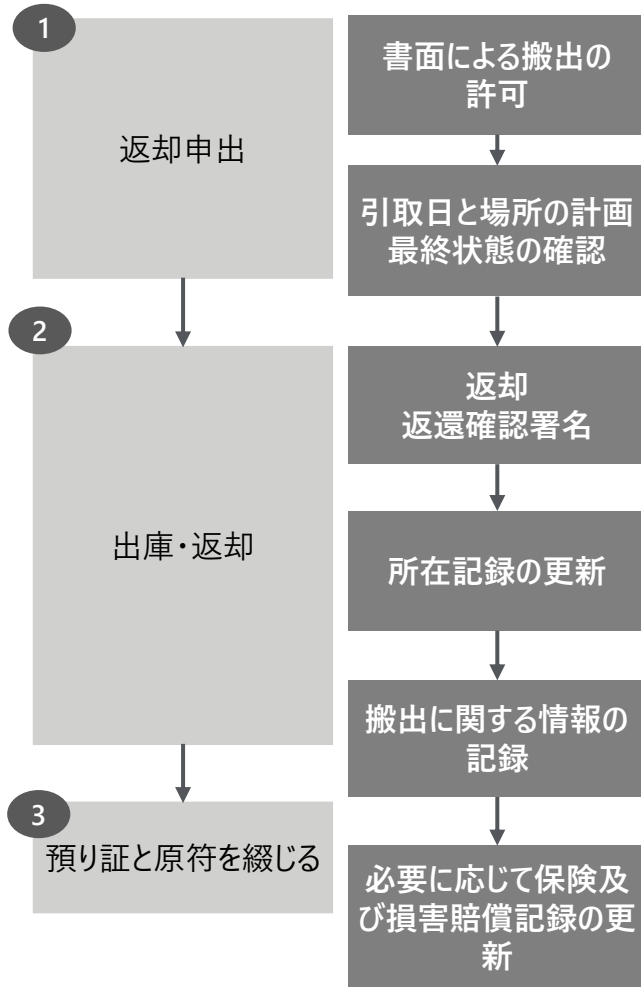 1
返却申出
2
出庫・返却
3
預り証と原符を綴じる
書面による搬出の
許可
引取日と場所の計画
最終状態の確認
返却
返還確認署名
所在記録の更新
搬出に関する情報の
記録
必要に応じて保険及
び損害賠償記録の更
新